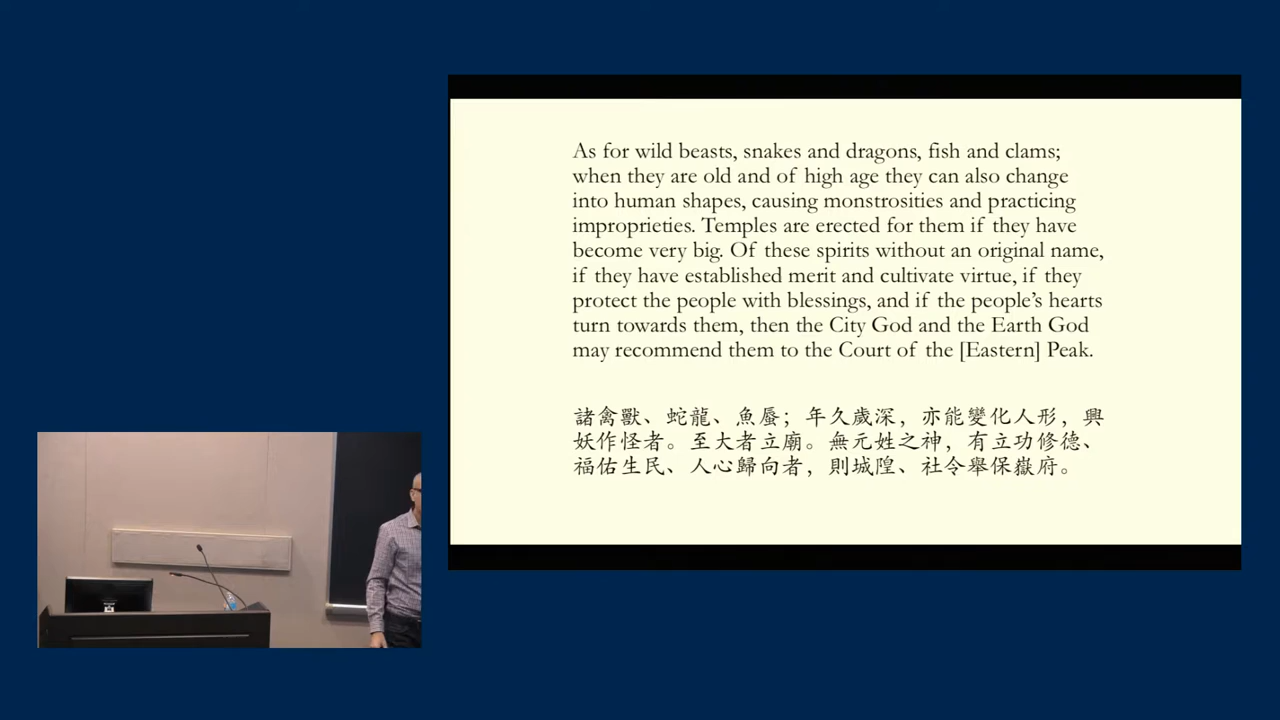 As for wild beasts, snakes and dragons, fish and clams;
when they are old and of high age they can also change
into human shapes, causing monstrosities and practicing
improprieties. Temples are erected for them if they have
become very big. Of these spirits without an original name,
if they have established merit and cultivate virtue, if they
protect the people with blessings, and if the people's hearts
turn towards them, then the City God and the Earth God
may recommend them to the Court of the [Eastern] Peak.
諸禽獸、蛇龍、魚蜃；年久歲深，亦能變化人形，興
妖作怪者。至大者立廟。無元姓之神，有立功修德、
福佑生民、人心歸向者，則城隍、社令舉保嶽府。